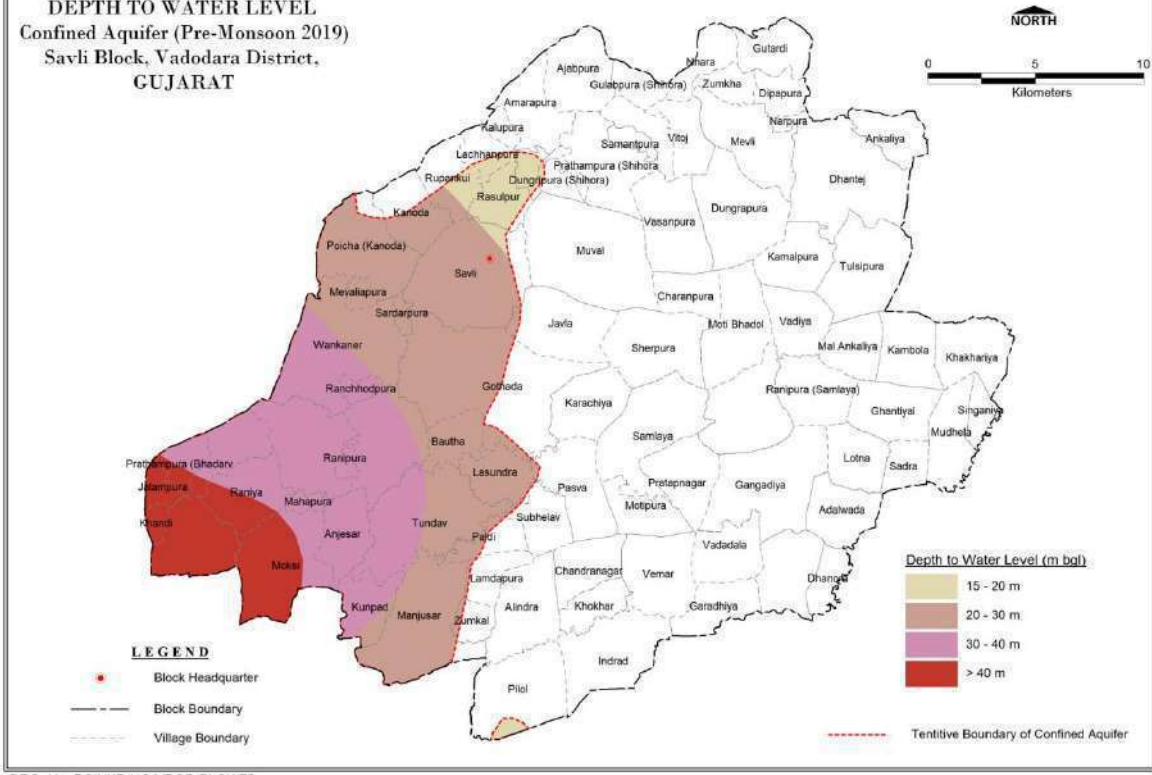 DEPTH TO WATER LEVEL
Confined Aquifer (Pre-Monsoon 2019)
Savli Block, Vadodara District,
GUJARAT
NORTH
0 5 10
Kilometers
Gutardi
Nhara
Ajabpura
Gulabpura (Shihora)
Zumkha
Dipapura
Amarapura
Narpura
Kalupura
Vitoj
Ankaliya
Samantpura
Mevli
Lachhanpura
Prathampura (Shihora
Rupankui
Dungripura (Shihora)
Dhantej
Rasulpur
Kanoda
Dungrapura
Vasanpura
Poicha (Kanoda)
Muval
Kamalpura
Tulsipura
Savli
Mevaliapura
Charanpura
Sardarpura
Javla
Moti Bhadol
Vadiya
Wankaner
Sherpura
Mal Ankaliya
Kambola
Khakhariya
Ranchhodpura
Gothada
Ranipura (Samlaya)
Karachiya
Ghantiyal
Singaniya
Mudhela
Bautha
Samlaya
Ranipura
Prathampura (Bhadarv
Lasundra
Lotna
Sadra
Jalampura
Raniya
Mahapura
Pasva
Pratapnagar
Gangadiya
Motipura
Adalwada
Khandi
Anjesar
Tundav
Subhelav
Paldi
Vadadala
Moksi
Lamdapura
Chandranagar
Vemar
Dhanora
Kunpad
Manjusar
Zumkal
Alindra
Khokhar
Garadhiya
Indrad
Pilol
Depth to Water Level (m bgl)
15 - 20 m
20 - 30 m
30 - 40 m
> 40 m
LEGEND
Block Headquarter
Block Boundary
Village Boundary
Tentitive Boundary of Confined Aquifer